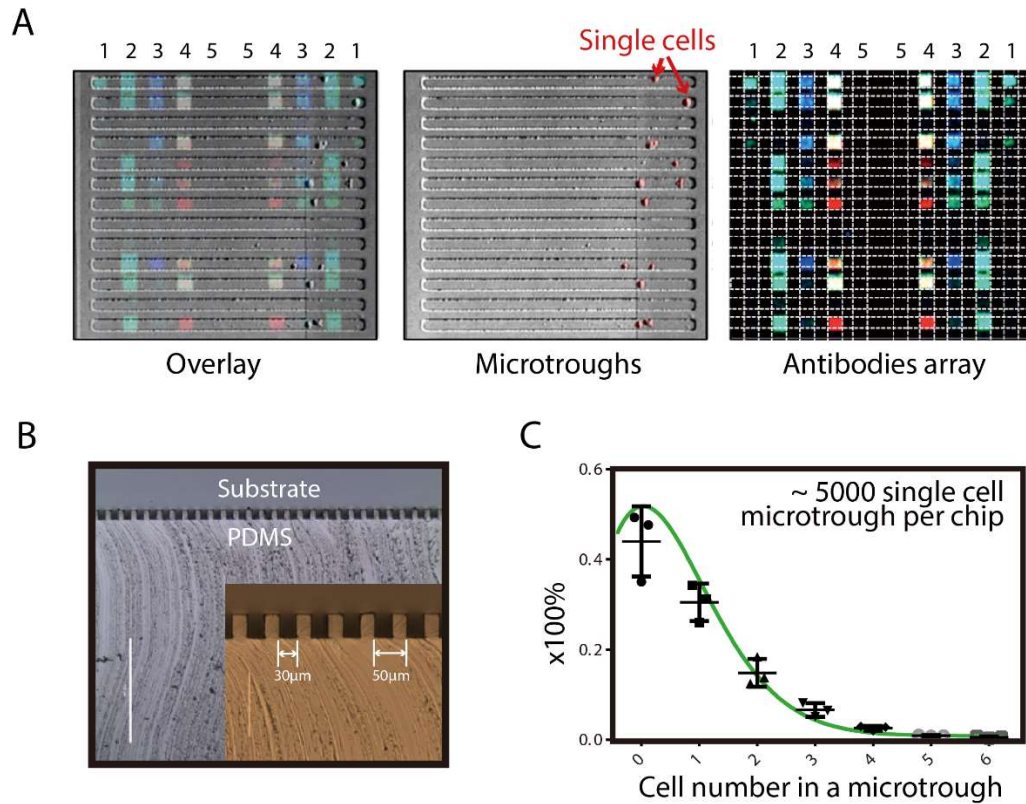 A
1 2 3 4 5 5 4 3 2 1
Single cells
1 2 3 4 5 5 4 3 2 1
Overlay
Microtroughs
Antibodies array
B
Substrate
PDMS
30μm
50μm
C
~ 5000 single cell
microtrough per chip
x100%
0.6
0.4
0.2
0.0
0 1 2 3 4 5 6
Cell number in a microtrough